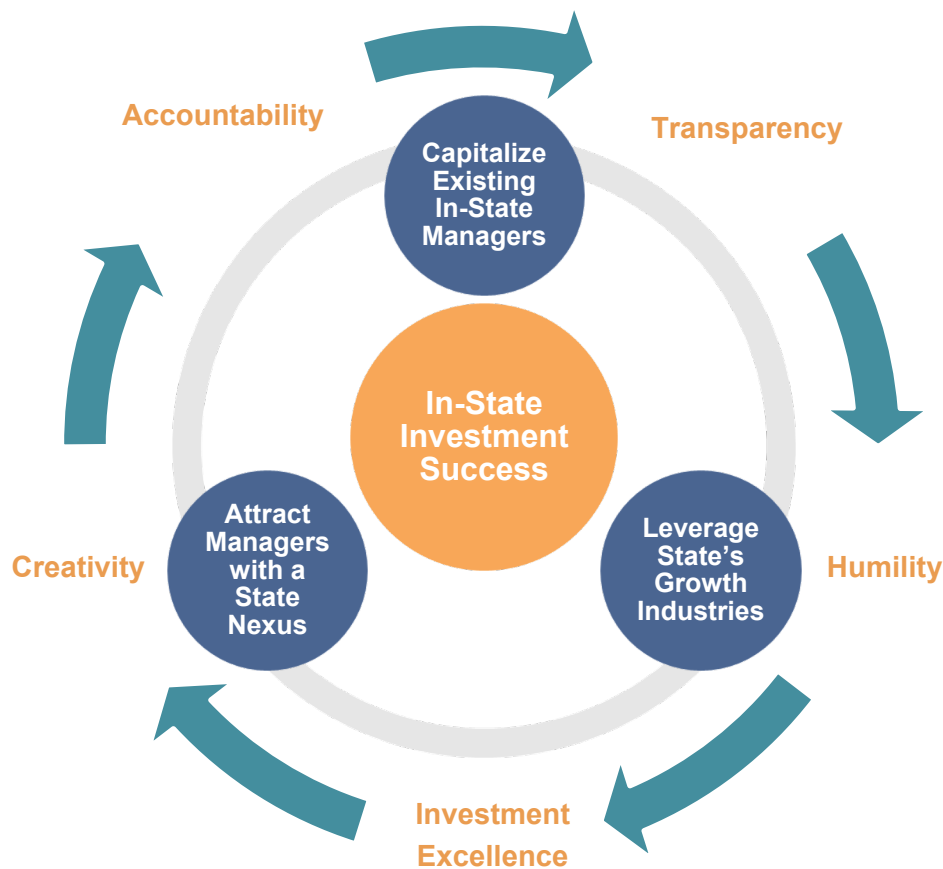 Accountability
Transparency
Capitalize
Existing
In-State
Managers
In-State
Investment
Success
Attract
Managers
with a
State
Nexus
Leverage
State’s
Growth
Industries
Creativity
Humility
Investment
Excellence